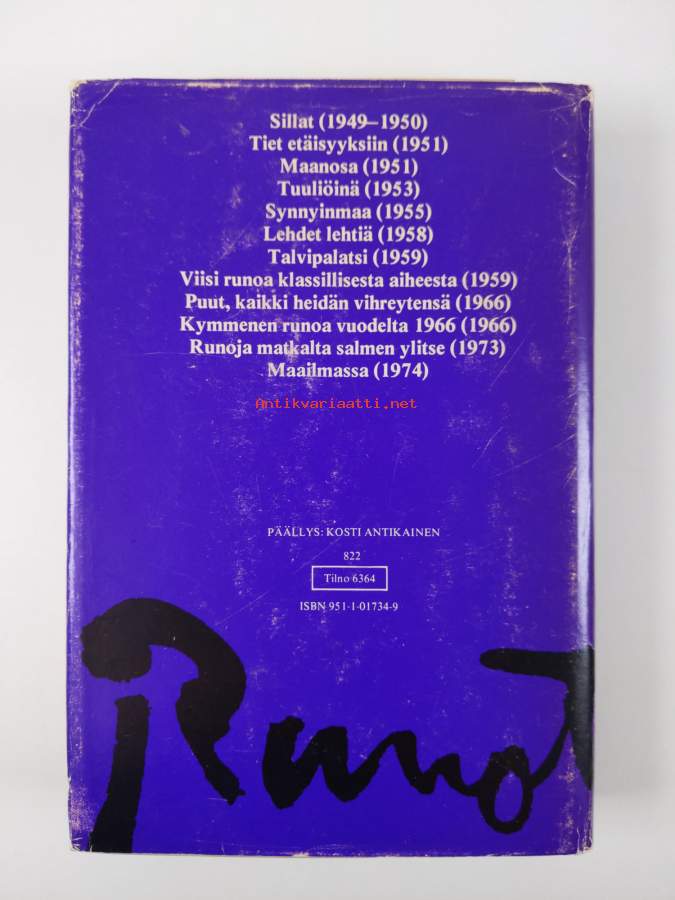 Sillat (1949–1950)
Tiet etäisyyksiin (1951)
Maanosa (1951)
Tuuliöinä (1953)
Synnyinmaa (1955)
Lehdet lehtiä (1958)
Talvipalatsi (1959)
Viisi runoa klassillisesta aiheesta (1959)
Puut, kaikki heidän vihreytensä (1966)
Kymmenen runoa vuodelta 1966 (1966)
Runoja matkalta salmen ylitse (1973)
Maailmassa (1974)
Antikvariaatti.net
PÄÄLLYS: KOSTI ANTIKAINEN
822
Tilno 6364
ISBN 951-1-01734-9
Runot